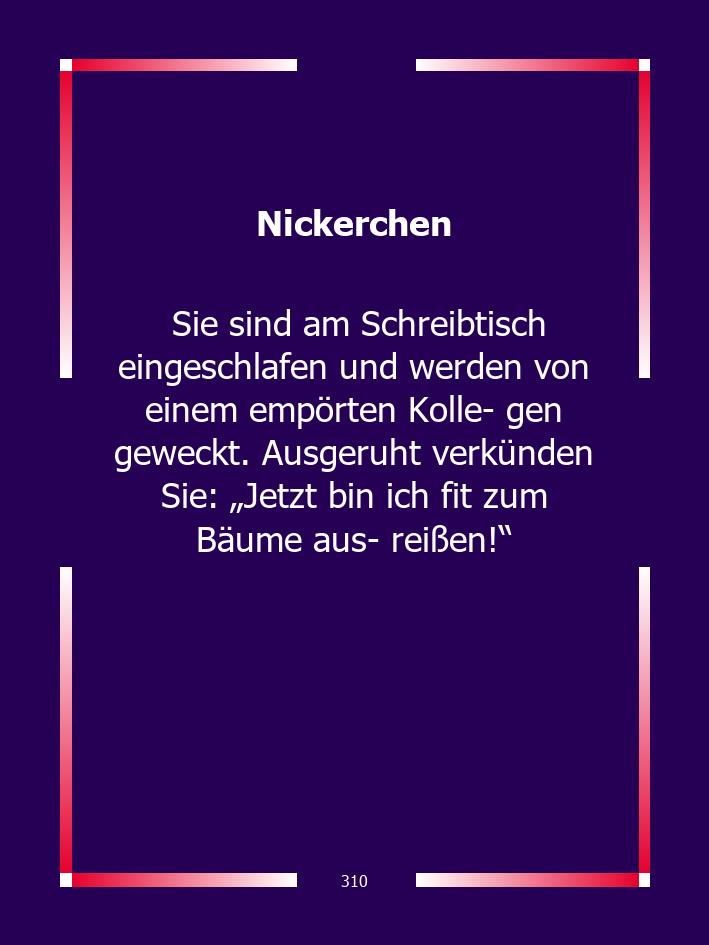 Nickerchen
Sie sind am Schreibtisch
eingeschlafen und werden von
einem empörten Kolle- gen
geweckt. Ausgeruht verkünden
Sie: „Jetzt bin ich fit zum
Bäume aus- reißen!“
310